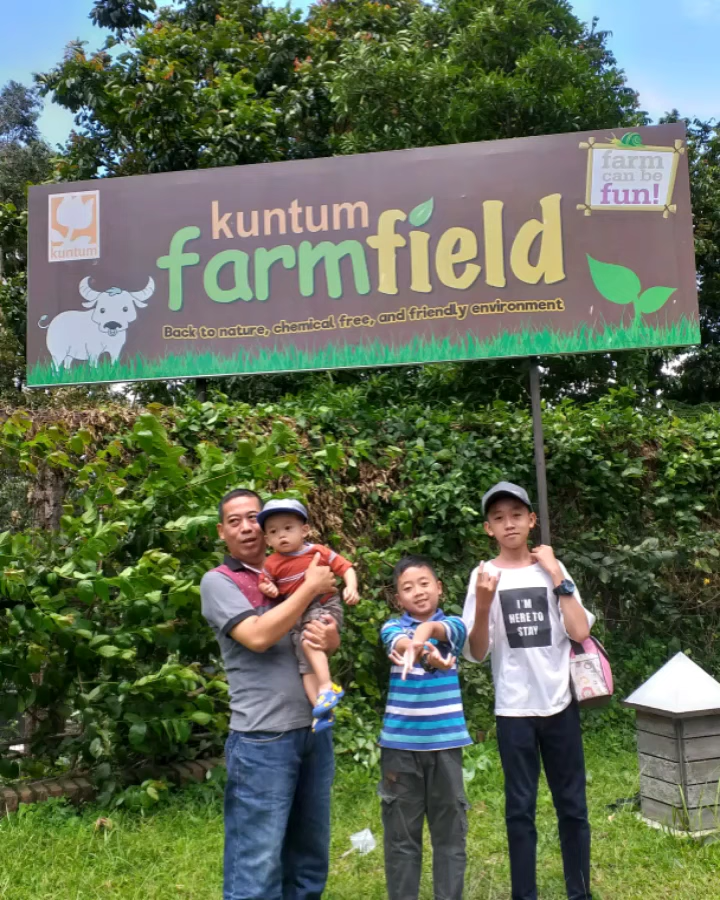 kuntum
farmfield
Back to nature, chemical free, and friendly environment
kuntum
farm
can be
fun!
I'M
HERE TO
STAY